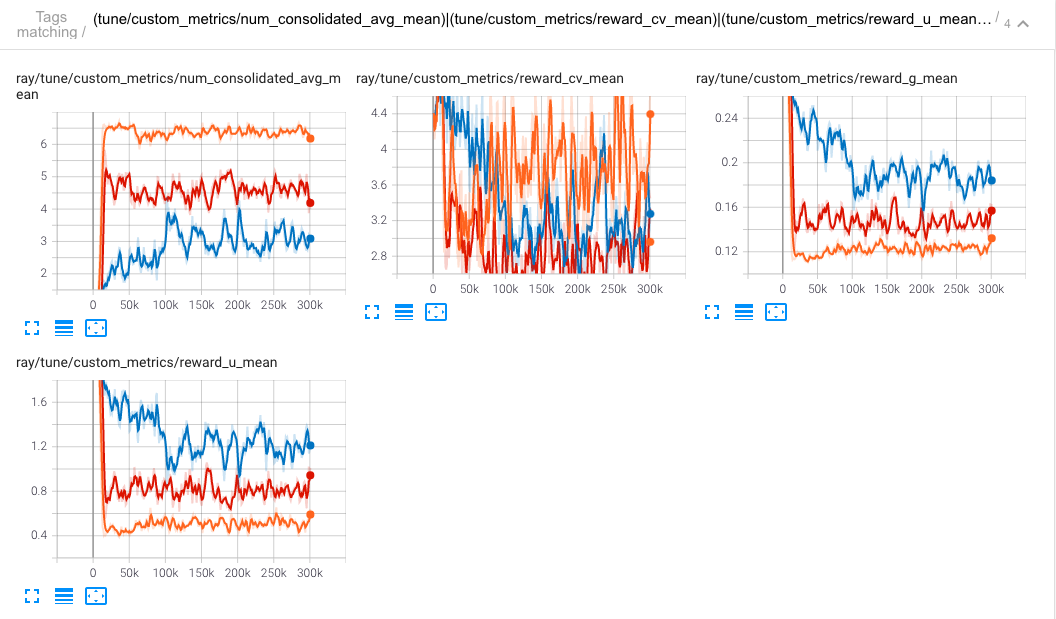 Tags matching / (tune/custom_metrics/num_consolidated_avg_mean)|(tune/custom_metrics/reward_cv_mean)|(tune/custom_metrics/reward_u_mean… / 4
ray/tune/custom_metrics/num_consolidated_avg_m
ean
6
5
4
3
2
0 50k 100k 150k 200k 250k 300k
ray/tune/custom_metrics/reward_cv_mean
4.4
4
3.6
3.2
2.8
0 50k 100k 150k 200k 250k 300k
ray/tune/custom_metrics/reward_g_mean
0.24
0.2
0.16
0.12
0 50k 100k 150k 200k 250k 300k
ray/tune/custom_metrics/reward_u_mean
1.6
1.2
0.8
0.4
0 50k 100k 150k 200k 250k 300k